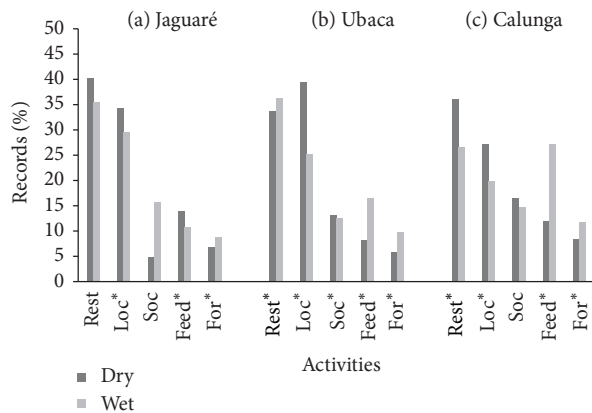 (a) Jaguaré (b) Ubaca (c) Calunga
Records (%)
50
45
40
35
30
25
20
15
10
5
0
Rest
Loc*
Soc
Feed*
For*
Rest*
Loc*
Soc*
Feed*
For*
Rest*
Loc*
Soc
Feed*
For*
Activities
Dry
Wet